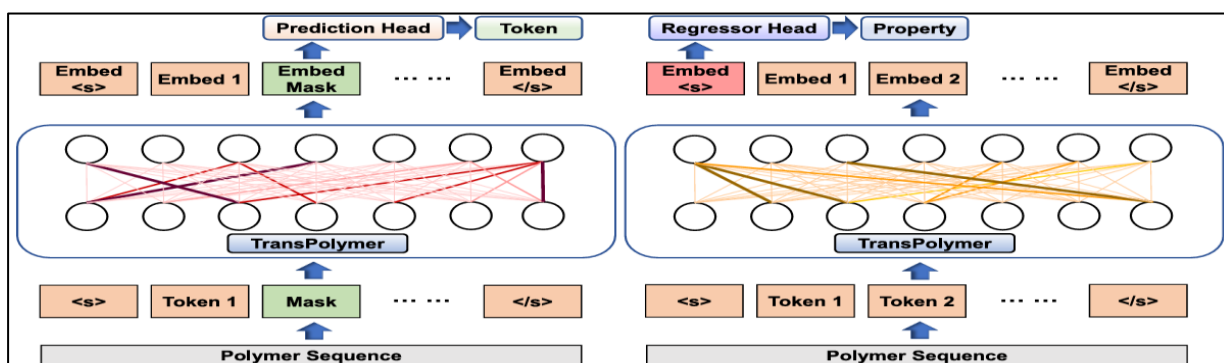 Prediction Head
Token
Embed
<s>
Embed 1
Embed
Mask
... ...
Embed
</s>
TransPolymer
<s>
Token 1
Mask
... ...
</s>
Polymer Sequence
Regressor Head
Property
Embed
<s>
Embed 1
Embed 2
... ...
Embed
</s>
TransPolymer
<s>
Token 1
Token 2
... ...
</s>
Polymer Sequence